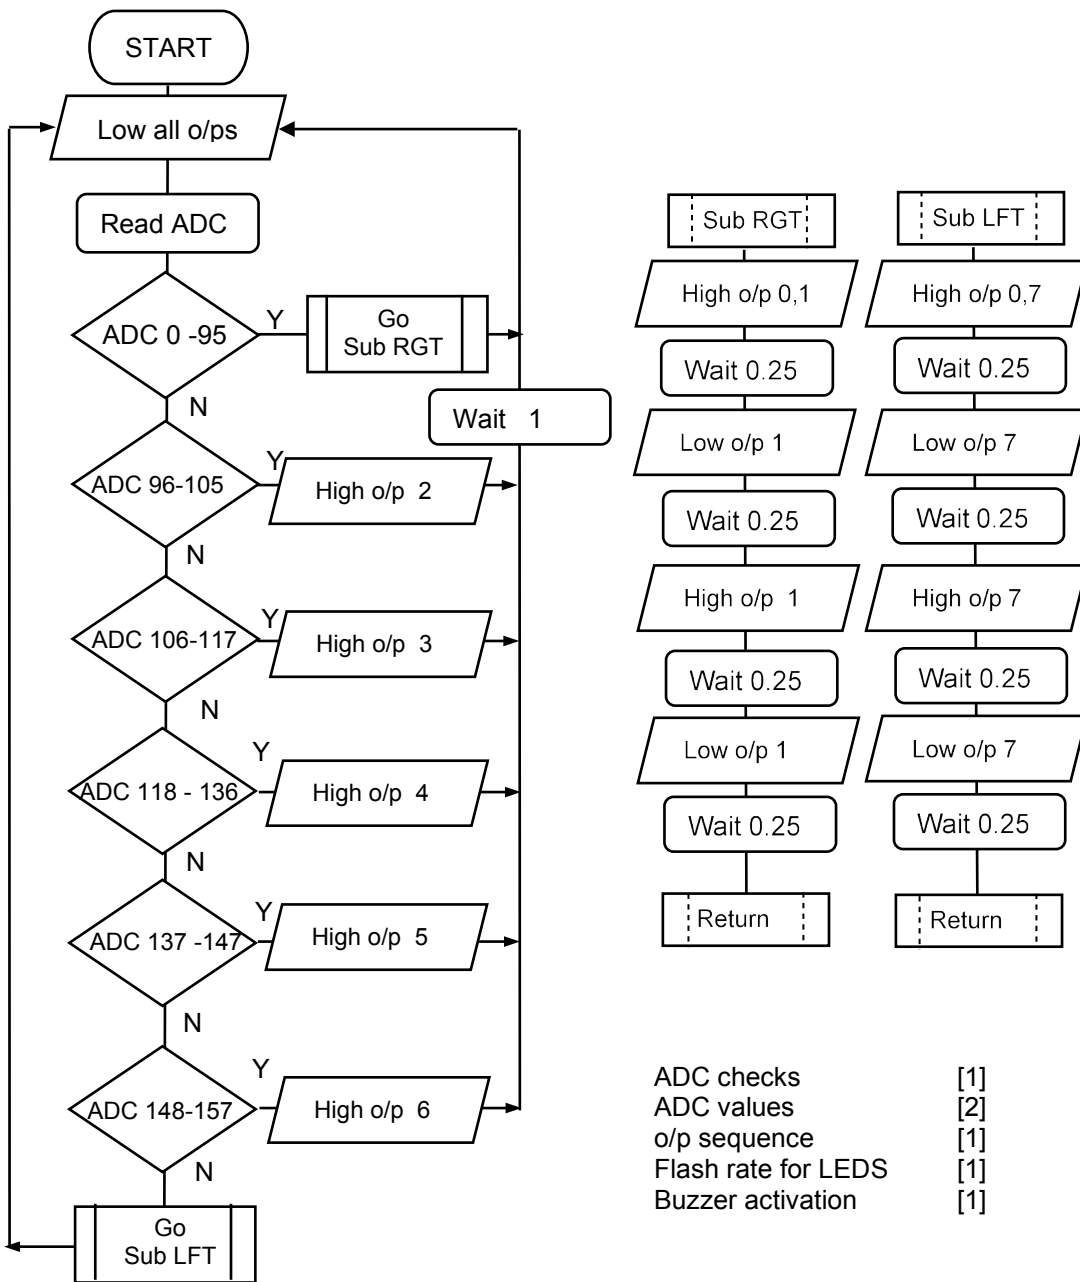 START
Low all o/ps
Read ADC
ADC 0 -95
Y
Go
Sub RGT
N
Wait 1
ADC 96-105
Y
High o/p 2
N
ADC 106-117
Y
High o/p 3
N
ADC 118 - 136
Y
High o/p 4
N
ADC 137 -147
Y
High o/p 5
N
ADC 148-157
Y
High o/p 6
N
Go
Sub LFT
Sub RGT
High o/p 0,1
Wait 0.25
Low o/p 1
Wait 0.25
High o/p 1
Wait 0.25
Low o/p 1
Wait 0.25
Return
Sub LFT
High o/p 0,7
Wait 0.25
Low o/p 7
Wait 0.25
High o/p 7
Wait 0.25
Low o/p 7
Wait 0.25
Return
ADC checks [1]
ADC values [2]
o/p sequence [1]
Flash rate for LEDS [1]
Buzzer activation [1]